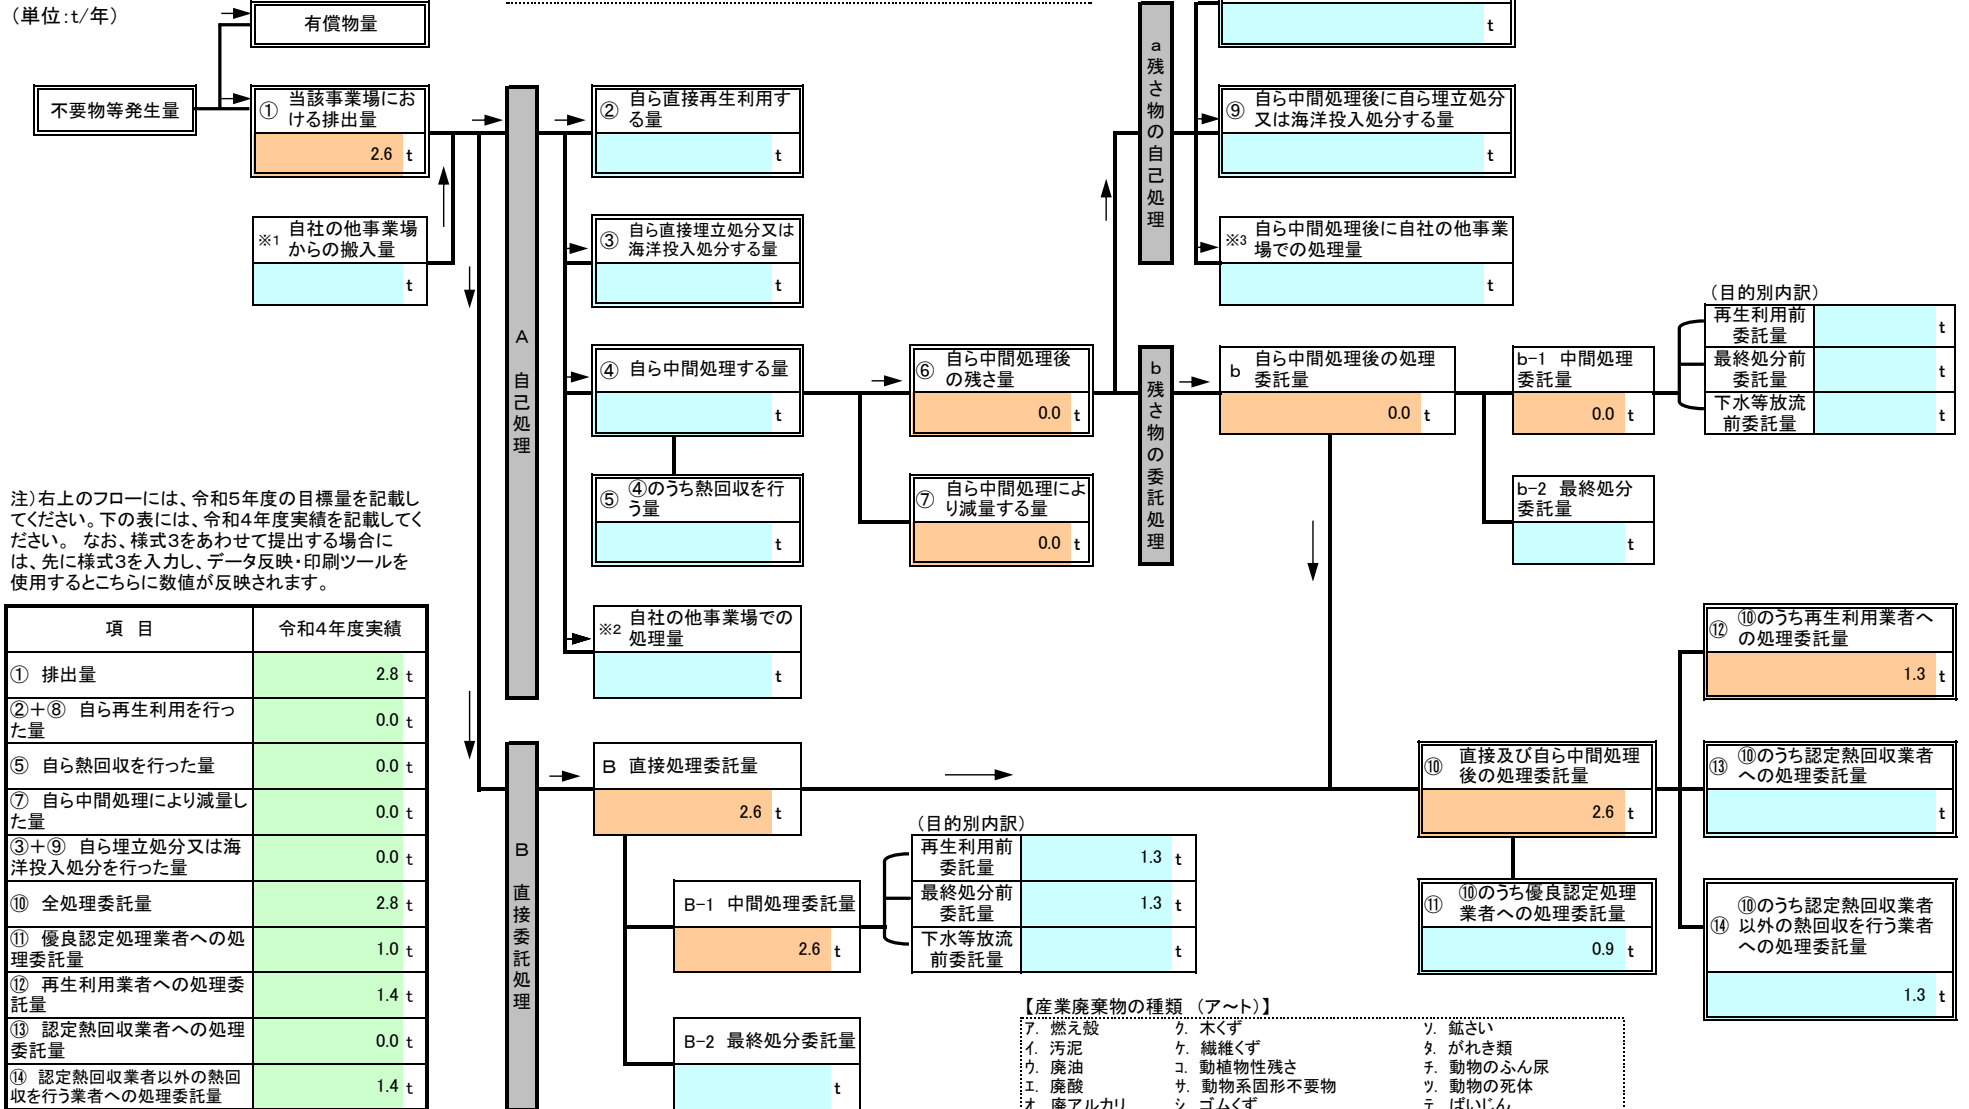 （単位:ｔ/年）
有償物量
t
不要物等発生量
① 当該事業場にお
ける排出量
2.6 t
② 自ら直接再生利用す
る量
t
⑨ 自ら中間処理後に自ら埋立処分
又は海洋投入処分する量
t
a
残
さ
物
の
自
己
処
理
※1 自社の他事業場
からの搬入量
t
③ 自ら直接埋立処分又は
海洋投入処分する量
t
※3 自ら中間処理後に自社の他事業
場での処理量
t
A
自
己
処
理
④ 自ら中間処理する量
t
⑥ 自ら中間処理後
の残さ量
0.0 t
b
残
さ
物
の
委
託
処
理
b 自ら中間処理後の処理
委託量
0.0 t
b-1 中間処理
委託量
0.0 t
（目的別内訳）
再生利用前
委託量
t
最終処分前
委託量
t
下水等放流
前委託量
t
⑤ ④のうち熱回収を行
う量
t
⑦ 自ら中間処理によ
り減量する量
0.0 t
b-2 最終処分
委託量
t
注）右上のフローには、令和５年度の目標量を記載し
てください。下の表には、令和４年度実績を記載してく
ださい。 なお、様式３をあわせて提出する場合に
は、先に様式３を入力し、データ反映・印刷ツールを
使用するとこちらに数値が反映されます。
※2 自社の他事業場での
処理量
t
項 目 令和４年度実績
① 排出量 2.8 t
②＋⑧ 自ら再生利用を行っ
た量
0.0 t
⑤ 自ら熱回収を行った量 0.0 t
⑦ 自ら中間処理により減量し
た量
0.0 t
③＋⑨ 自ら埋立処分又は海
洋投入処分を行った量
0.0 t
⑩ 全処理委託量 2.8 t
⑪ 優良認定処理業者への処
理委託量
1.0 t
⑫ 再生利用業者への処理委
託量
1.4 t
⑬ 認定熱回収業者への処理
委託量
0.0 t
⑭ 認定熱回収業者以外の熱回
収を行う業者への処理委託量
1.4 t
B
直
接
委
託
処
理
B 直接処理委託量
2.6 t
B-1 中間処理委託量
2.6 t
（目的別内訳）
再生利用前
委託量
1.3 t
最終処分前
委託量
1.3 t
下水等放流
前委託量
t
B-2 最終処分委託量
t
⑩ 直接及び自ら中間処理
後の処理委託量
2.6 t
⑪ ⑩のうち優良認定処理
業者への処理委託量
0.9 t
⑫ ⑩のうち再生利用業者へ
の処理委託量
1.3 t
⑬ ⑩のうち認定熱回収業者
への処理委託量
t
⑭ ⑩のうち認定熱回収業者
以外の熱回収を行う業者
への処理委託量
1.3 t
【産業廃棄物の種類 （ア～ト）】
ア. 燃え殻 ク. 木くず ソ. 鉱さい
イ. 汚泥 ケ. 繊維くず タ. がれき類
ウ. 廃油 コ. 動植物性残さ チ. 動物のふん尿
エ. 廃酸 サ. 動物系固形不要物 ツ. 動物の死体
オ. 廃アルカリ シ. ゴムくず テ. ばいじん